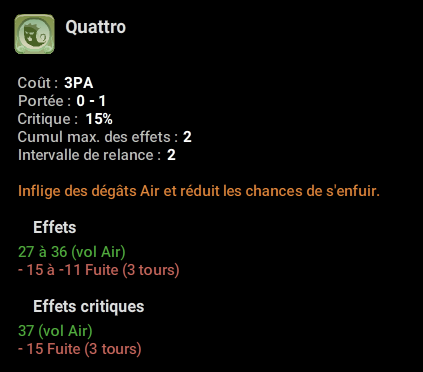 Quattro
Coût : 3PA
Portée : 0 - 1
Critique : 15%
Cumul max. des effets : 2
Intervalle de relance : 2
Inflige des dégâts Air et réduit les chances de s'enfuir.
Effets
27 à 36 (vol Air)
- 15 à -11 Fuite (3 tours)
Effets critiques
37 (vol Air)
- 15 Fuite (3 tours)